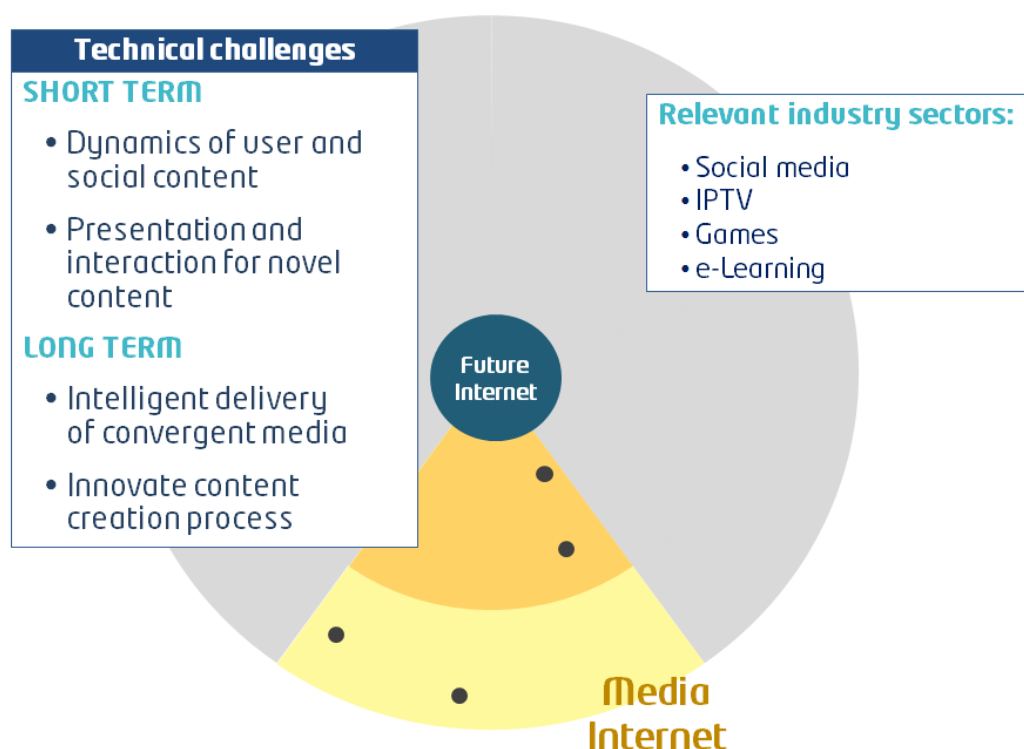 Technical challenges
SHORT TERM
• Dynamics of user and
social content
• Presentation and
interaction for novel
content
LONG TERM
• Intelligent delivery
of convergent media
• Innovate content
creation process
Relevant industry sectors:
• Social media
• IPTV
• Games
• e-Learning
Future
Internet
Media
Internet